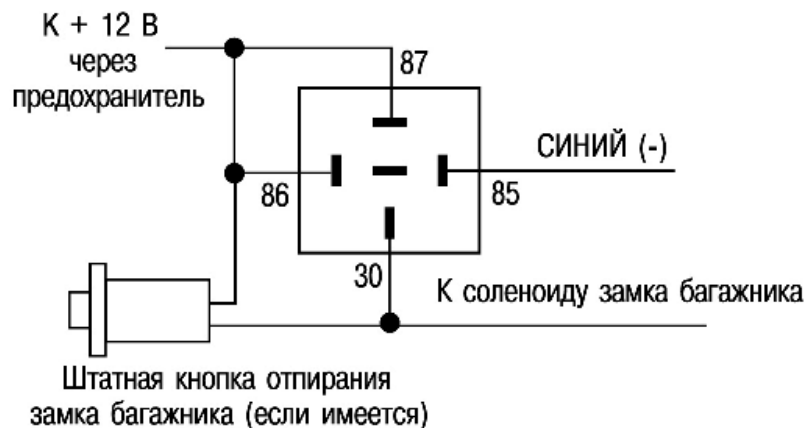 К + 12 В
через
предохранитель
87
СИНИЙ (-)
86
85
30
К соленоиду замка багажника
Штатная кнопка отпирания
замка багажника (если имеется)